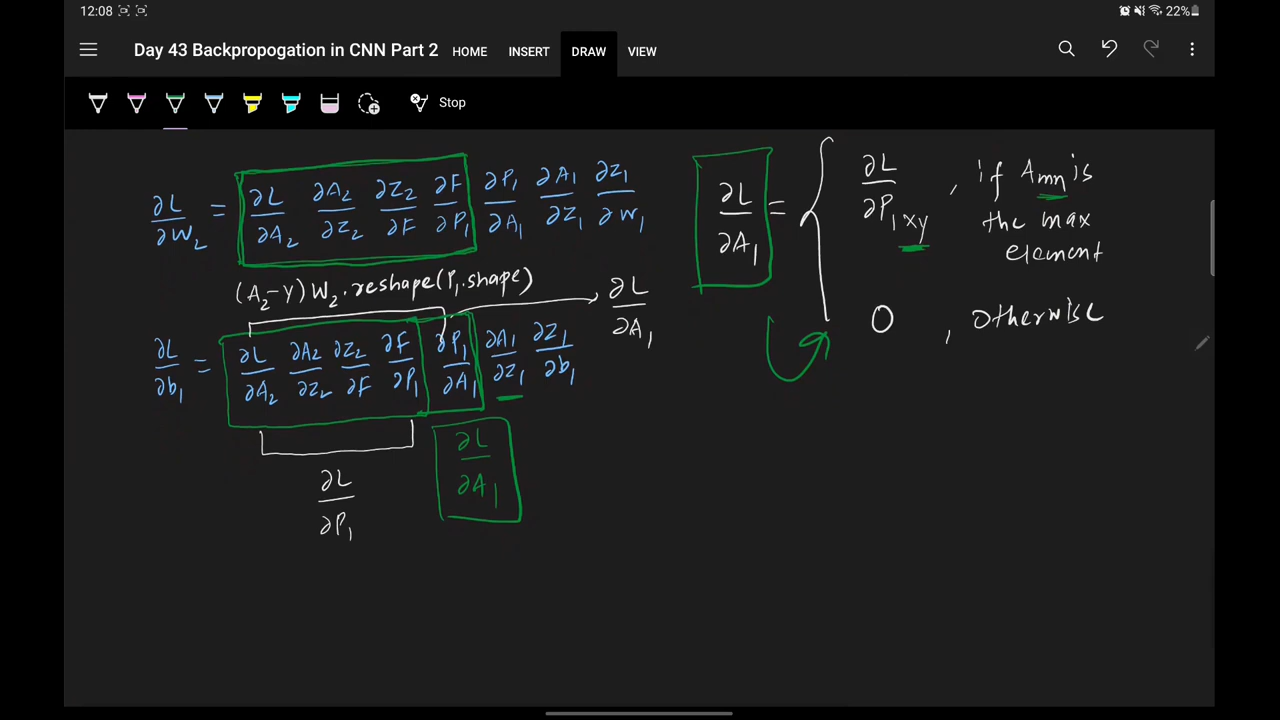 12:08 22%
Day 43 Backpropogation in CNN Part 2 HOME INSERT DRAW VIEW
Stop
∂L/∂W₂ = ∂L/∂A₂ ∂A₂/∂Z₂ ∂Z₂/∂F ∂F/∂P₁ ∂P₁/∂A₁ ∂A₁/∂Z₁ ∂Z₁/∂W₁
(A₂-Y) W₂.reshape(P₁.shape) ∂L/∂A₁
∂L/∂b₁ = ∂L/∂A₂ ∂A₂/∂Z₂ ∂Z₂/∂F ∂F/∂P₁ ∂P₁/∂A₁ ∂A₁/∂Z₁ ∂Z₁/∂b₁
∂L/∂P₁
∂L/∂A₁
∂L/∂A₁ = { ∂L/∂P₁xy , if Amn is
the max
element
0 , otherwise